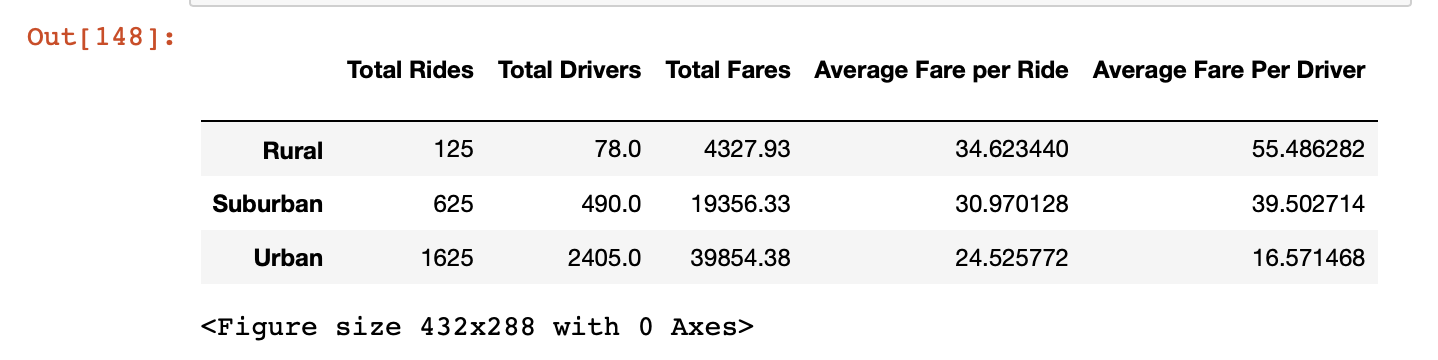 Out[148]:
Total Rides Total Drivers Total Fares Average Fare per Ride Average Fare Per Driver
Rural 125 78.0 4327.93 34.623440 55.486282
Suburban 625 490.0 19356.33 30.970128 39.502714
Urban 1625 2405.0 39854.38 24.525772 16.571468
<Figure size 432x288 with 0 Axes>